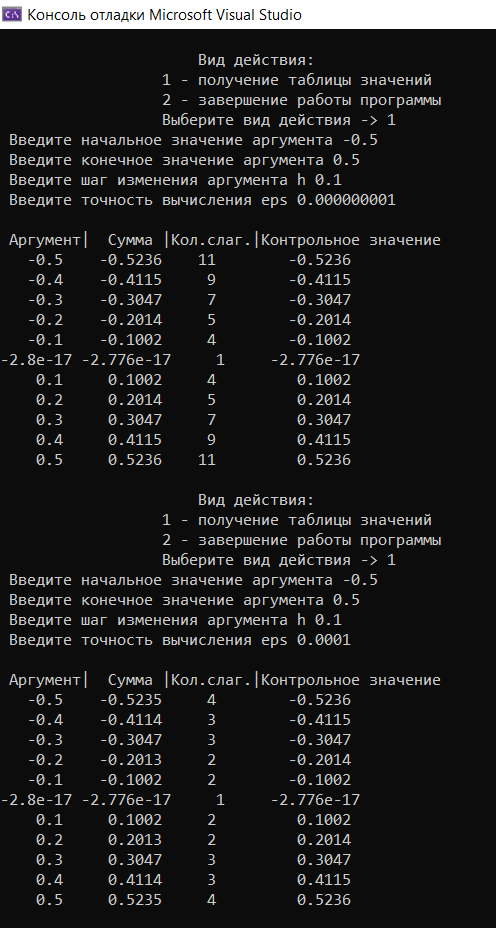 Консоль отладки Microsoft Visual Studio
Вид действия:
1 - получение таблицы значений
2 - завершение работы программы
Выберите вид действия -> 1
Введите начальное значение аргумента -0.5
Введите конечное значение аргумента 0.5
Введите шаг изменения аргумента h 0.1
Введите точность вычисления eps 0.000000001
Аргумент| Сумма |Кол.слаг.|Контрольное значение
-0.5 -0.5236 11 -0.5236
-0.4 -0.4115 9 -0.4115
-0.3 -0.3047 7 -0.3047
-0.2 -0.2014 5 -0.2014
-0.1 -0.1002 4 -0.1002
-2.8e-17 -2.776e-17 1 -2.776e-17
0.1 0.1002 4 0.1002
0.2 0.2014 5 0.2014
0.3 0.3047 7 0.3047
0.4 0.4115 9 0.4115
0.5 0.5236 11 0.5236
Вид действия:
1 - получение таблицы значений
2 - завершение работы программы
Выберите вид действия -> 1
Введите начальное значение аргумента -0.5
Введите конечное значение аргумента 0.5
Введите шаг изменения аргумента h 0.1
Введите точность вычисления eps 0.0001
Аргумент| Сумма |Кол.слаг.|Контрольное значение
-0.5 -0.5235 4 -0.5236
-0.4 -0.4114 3 -0.4115
-0.3 -0.3047 3 -0.3047
-0.2 -0.2013 2 -0.2014
-0.1 -0.1002 2 -0.1002
-2.8e-17 -2.776e-17 1 -2.776e-17
0.1 0.1002 2 0.1002
0.2 0.2013 2 0.2014
0.3 0.3047 3 0.3047
0.4 0.4114 3 0.4115
0.5 0.5235 4 0.5236